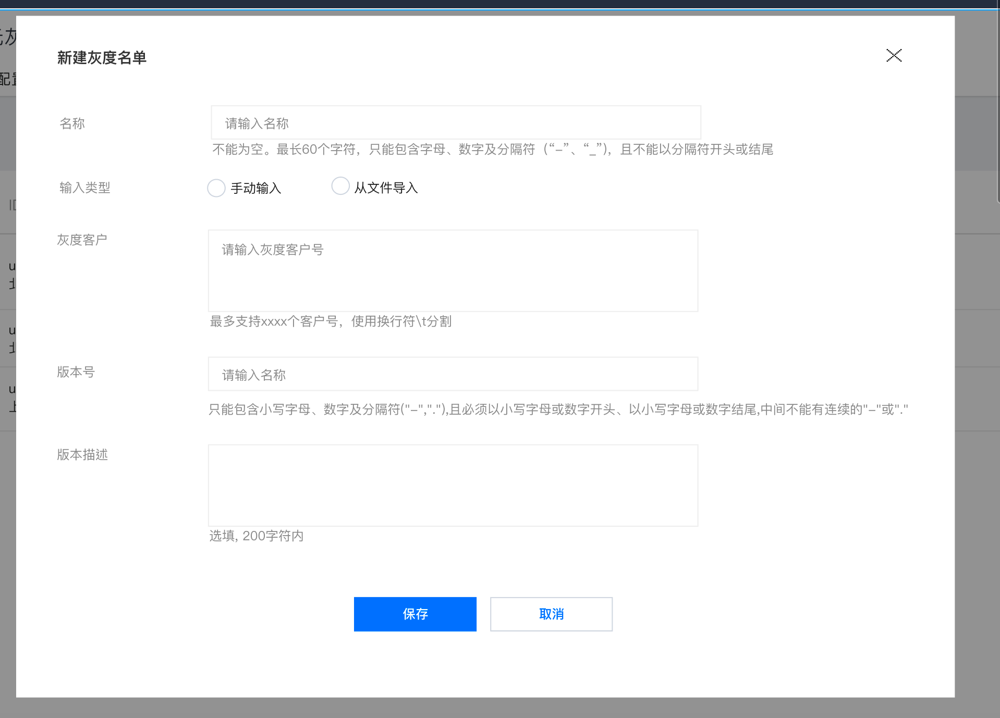 新建灰度名单
配置
名称
请输入名称
不能为空。最长60个字符，只能包含字母、数字及分隔符（“-”、“_”)，且不能以分隔符开头或结尾
输入类型
手动输入
从文件导入
ID
灰度客户
请输入灰度客户号
最多支持xxxx个客户号，使用换行符\t分割
u
u
版本号
请输入名称
u
上
只能包含小写字母、数字及分隔符("-","."),且必须以小写字母或数字开头、以小写字母或数字结尾,中间不能有连续的"-"或"."
版本描述
选填, 200字符内
保存
取消